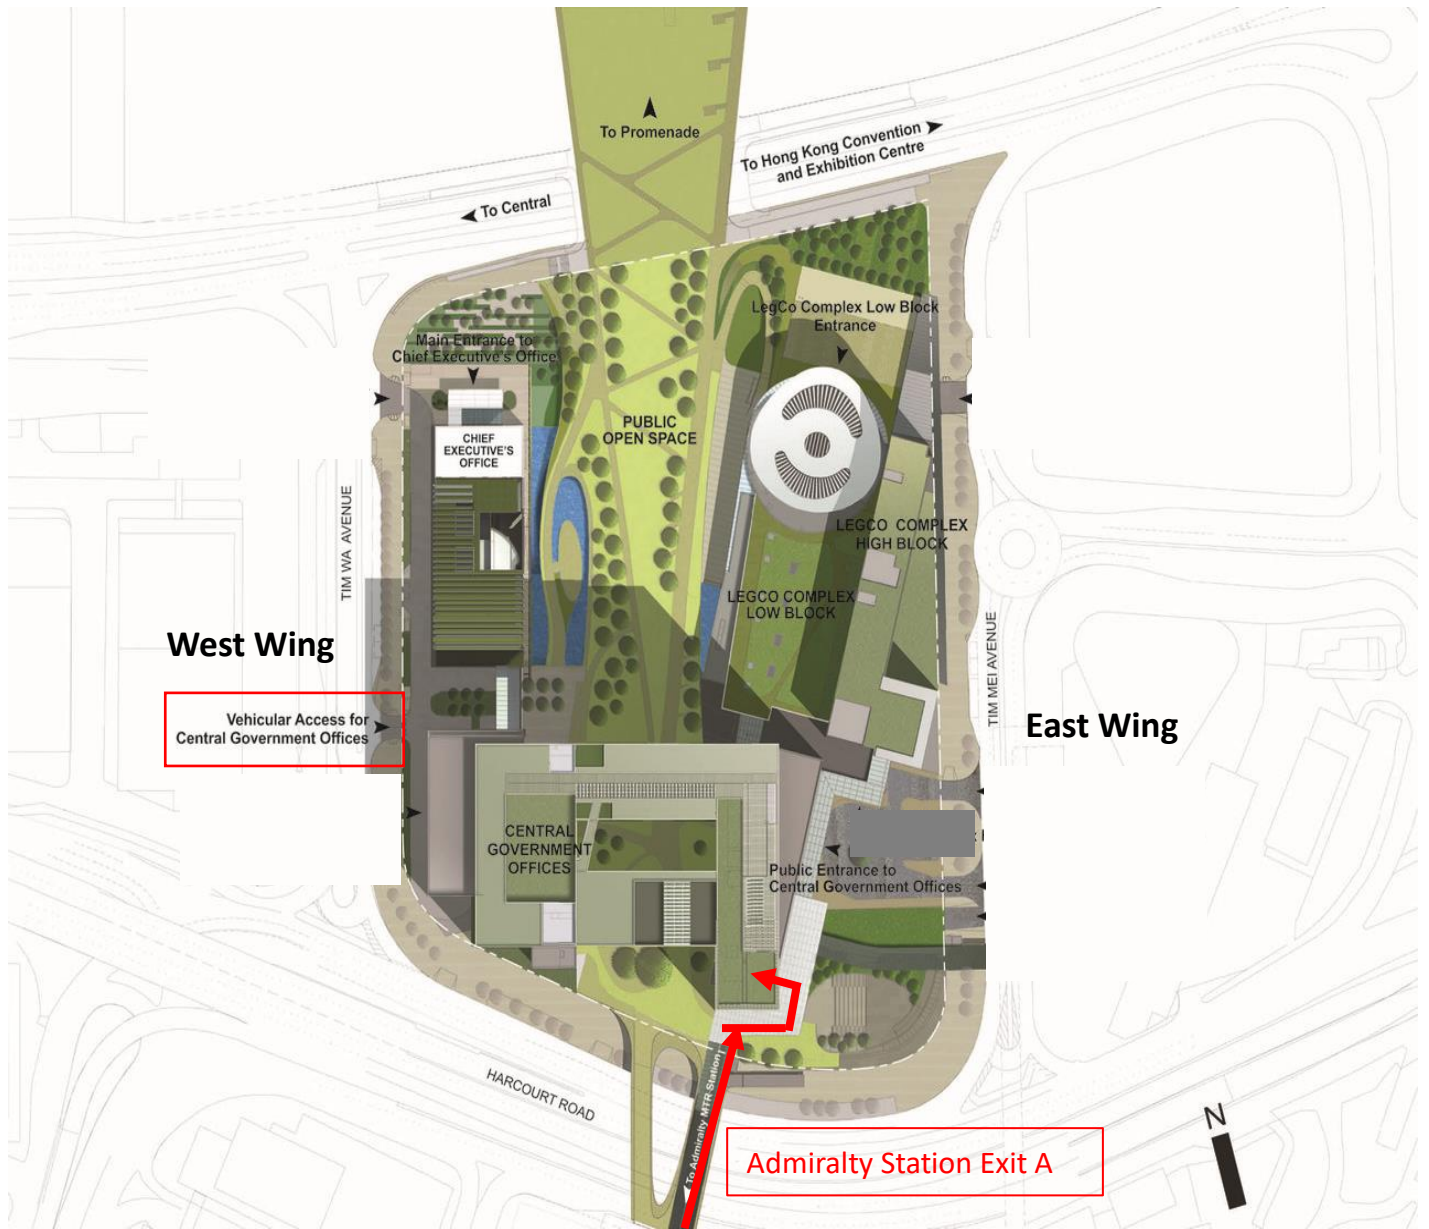 To Promenade
To Hong Kong Convention
and Exhibition Centre
To Central
LegCo Complex Low Block
Entrance
Main Entrance to
Chief Executive's Office
PUBLIC
OPEN SPACE
CHIEF
EXECUTIVE'S
OFFICE
TIM WA AVENUE
LEGCO COMPLEX
HIGH BLOCK
LEGCO COMPLEX
LOW BLOCK
West Wing
TIM MEI AVENUE
Vehicular Access for
Central Government Offices
East Wing
CENTRAL
GOVERNMENT
OFFICES
Public Entrance to
Central Government Offices
HARCOURT ROAD
To Admiralty MTR Station
N
Admiralty Station Exit A